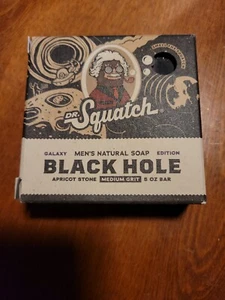 DR. Squatch
GALAXY MEN'S NATURAL SOAP EDITION
BLACK HOLE
APRICOT STONE MEDIUM GRIT 5 OZ BAR